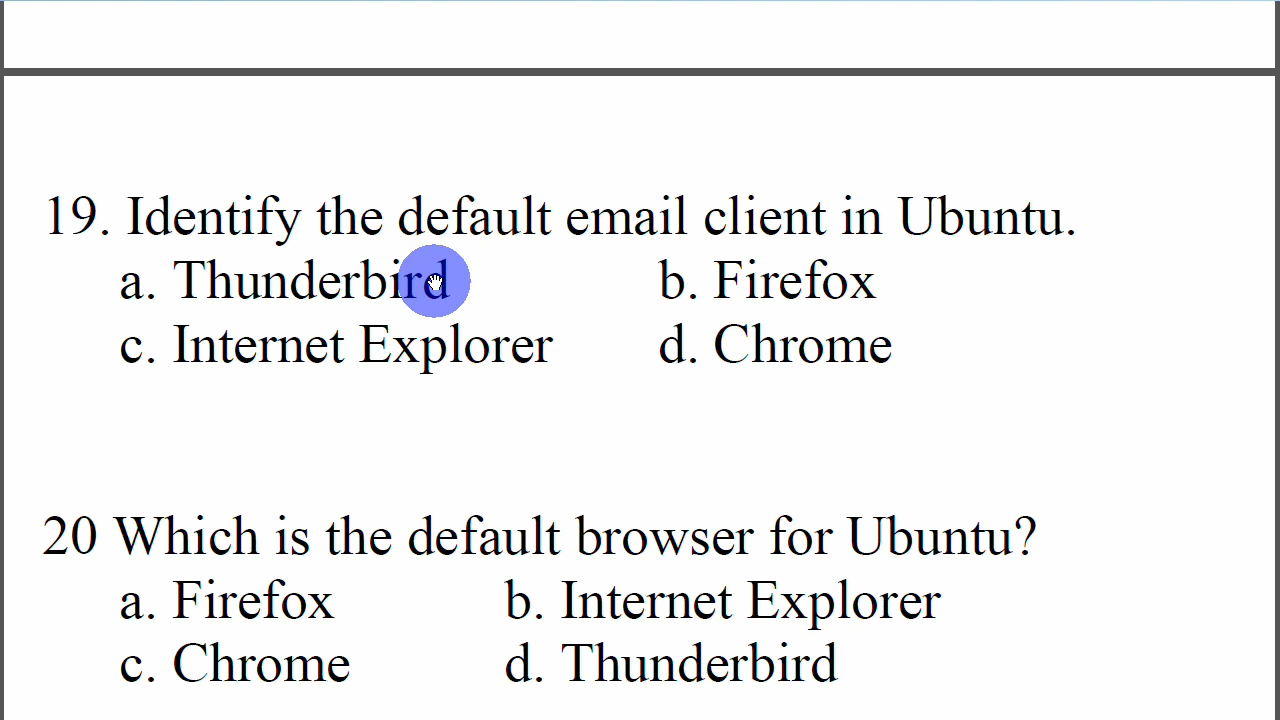 19. Identify the default email client in Ubuntu.
a. Thunderbird b. Firefox
c. Internet Explorer d. Chrome
20 Which is the default browser for Ubuntu?
a. Firefox b. Internet Explorer
c. Chrome d. Thunderbird